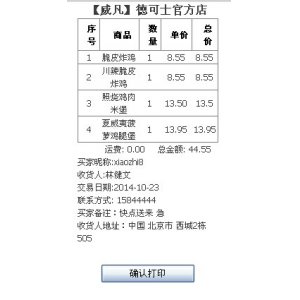 【威凡】德可士官方店
序号 商品 数量 单价 总价
1 脆皮炸鸡 1 8.55 8.55
2 川辣脆皮炸鸡 1 8.55 8.55
3 照烧鸡肉米堡 1 13.50 13.5
4 夏威夷菠萝鸡腿堡 1 13.95 13.95
运费: 0.00 总金额: 44.55
买家昵称:xiaozhi8
收货人:林健文
交易日期:2014-10-23
联系方式: 15844444
买家备注: 快点送来 急
收货人地址: 中国 北京市 西城2栋
505
确认打印